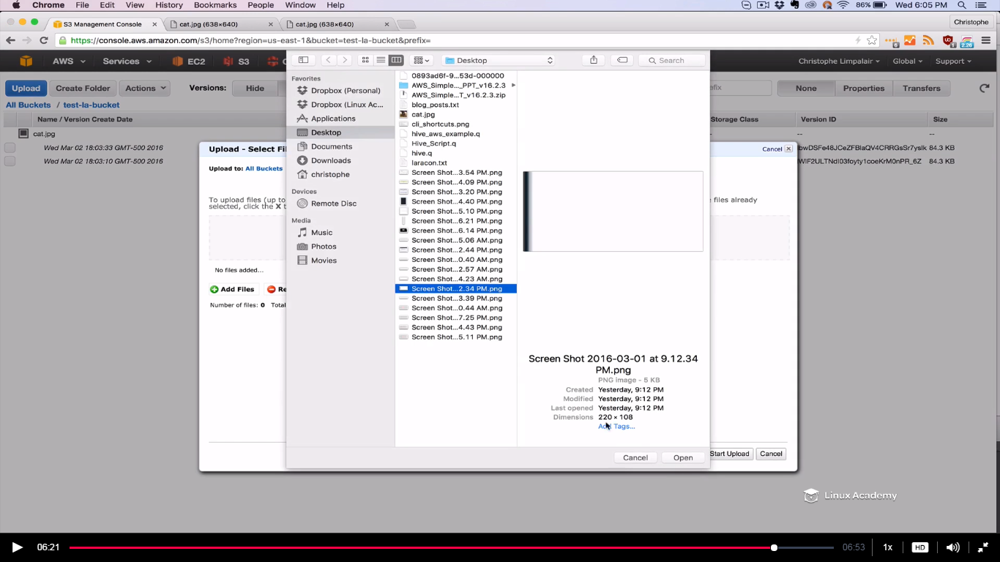 Chrome File Edit View History Bookmarks People Window Help 86% Wed 6:05 PM
S3 Management Console cat.jpg (638×640) cat.jpg (638×640) Christophe
https://console.aws.amazon.com/s3/home?region=us-east-1&bucket=test-la-bucket&prefix= 6 2.26
AWS Services EC2 S3 Christophe Limpalair Global Support
Desktop Search
Upload Create Folder Actions Versions: Hide None Properties Transfers
All Buckets / test-la-bucket
Name / Version Create Date Storage Class Version ID Size
cat.jpg -- -- --
Wed Mar 02 18:03:33 GMT-500 2016 84.3 KB
Wed Mar 02 18:03:10 GMT-500 2016 84.3 KB
Upload - Select Fil Cancel
Upload to: All Buckets
To upload files (up to files already
selected, click the X t
No files added...
Add Files Re
Number of files: 0 Total
Start Upload Cancel
Favorites
Dropbox (Personal)
Dropbox (Linux Ac...
Applications
Desktop
Documents
Downloads
christophe
Devices
Remote Disc
Media
Music
Photos
Movies
0893ad6f-9...53d-000000
AWS_Simple..._PPT_v16.2.3
AWS_Simple...T_v16.2.3.zip
blog_posts.txt
cat.jpg
cli_shortcuts.png
hive_aws_example.q
Hive_Script.q
hive.q
laracon.txt
Screen Shot...3.54 PM.png
Screen Shot...4.09 PM.png
Screen Shot...3.20 PM.png
Screen Shot...4.40 PM.png
Screen Shot...5.10 PM.png
Screen Shot...6.21 PM.png
Screen Shot...6.14 PM.png
Screen Shot...5.06 AM.png
Screen Shot...2.44 PM.png
Screen Shot...0.40 AM.png
Screen Shot...2.57 AM.png
Screen Shot...4.23 AM.png
Screen Shot...2.34 PM.png
Screen Shot...3.39 PM.png
Screen Shot...0.44 AM.png
Screen Shot...7.25 PM.png
Screen Shot...4.43 PM.png
Screen Shot...5.11 PM.png
Screen Shot 2016-03-01 at 9.12.34
PM.png
PNG image - 5 KB
Created Yesterday, 9:12 PM
Modified Yesterday, 9:12 PM
Last opened Yesterday, 9:12 PM
Dimensions 220 × 108
Add Tags...
Cancel Open
Linux Academy
06:21 06:53 1x HD